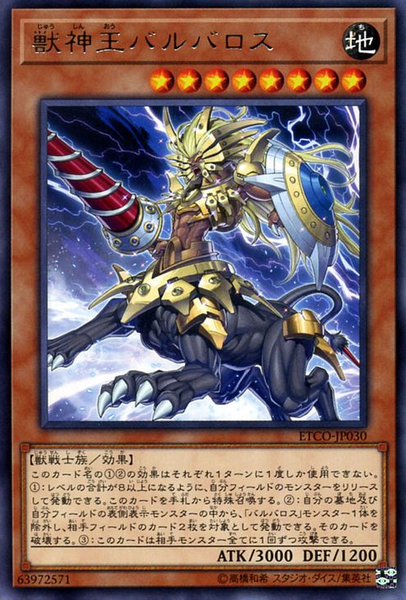 獣神王バルバロス
じゅう しん おう
地
ち
ETCO-JP030
【獣戦士族/効果】
このカード名の①②の効果はそれぞれ1ターンに1度しか使用できない。
①:レベルの合計が8以上になるように、自分フィールドのモンスターをリリース
して発動できる。このカードを手札から特殊召喚する。②:自分の墓地及び
自分フィールドの表側表示モンスターの中から、「バルバロス」モンスター1体を
除外し、相手フィールドのカード2枚を対象として発動できる。そのカードを
破壊する。③:このカードは相手モンスター全てに1回ずつ攻撃できる。
ATK/3000 DEF/1200
63972571
©高橋和希 スタジオ・ダイス/集英社